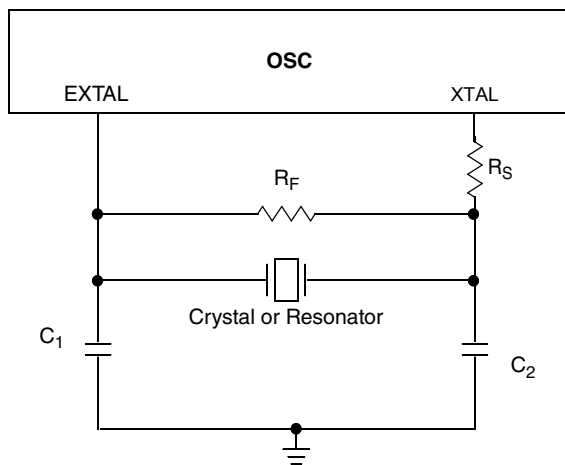 OSC
EXTAL
XTAL
R_S
R_F
Crystal or Resonator
C_1
C_2